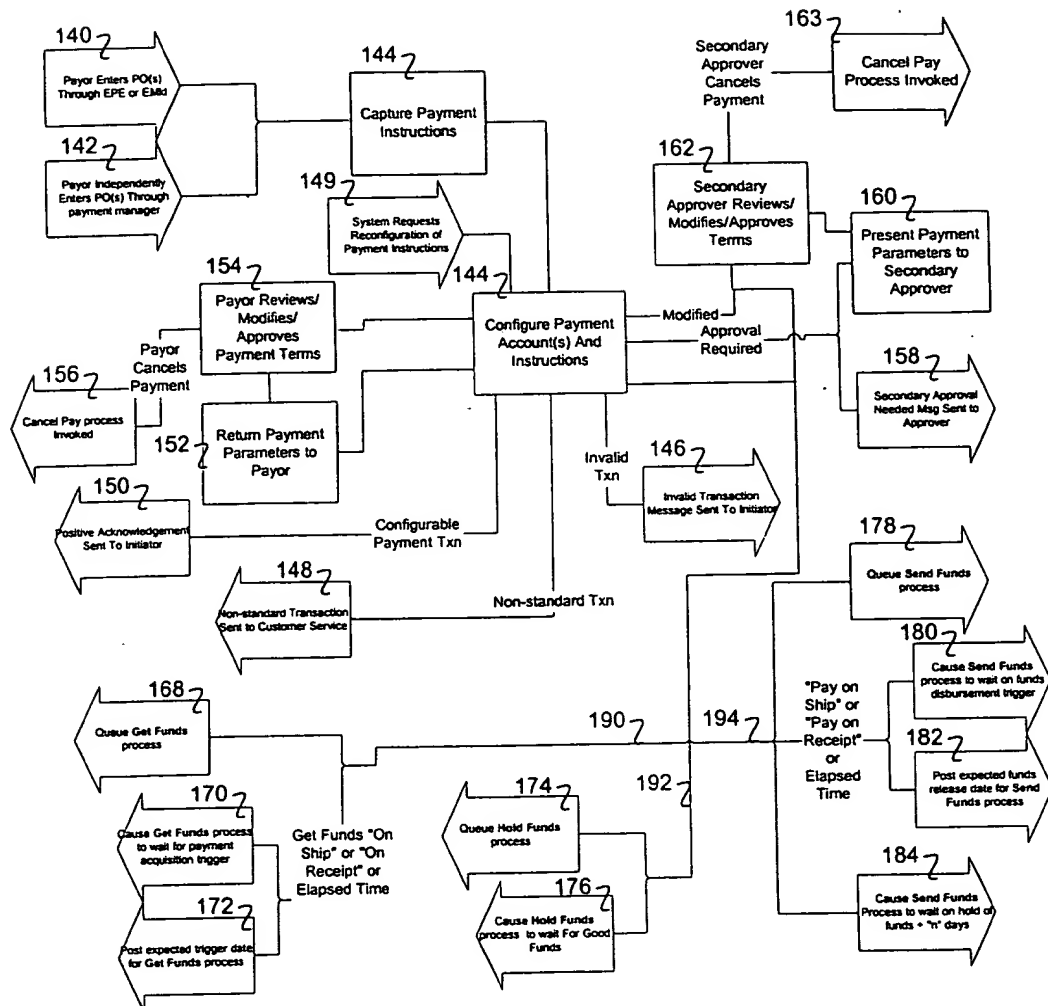 140
Payor Enters PO(s)
Through EPE or EMkt
142
Payor Independently
Enters PO(s) Through
payment manager
144
Capture Payment
Instructions
149
System Requests
Reconfiguration of
Payment Instructions
144
Configure Payment
Account(s) And
Instructions
Secondary
Approver
Cancels
Payment
163
Cancel Pay
Process Invoked
162
Secondary
Approver Reviews/
Modifies/Approves
Terms
160
Present Payment
Parameters to
Secondary
Approver
Modified
Approval
Required
158
Secondary Approval
Needed Msg Sent to
Approver
154
Payor Reviews/
Modifies/
Approves
Payment Terms
Payor
Cancels
Payment
156
Cancel Pay process
Invoked
152
Return Payment
Parameters to
Payor
150
Positive Acknowledgement
Sent To Initiator
Configurable
Payment Txn
Invalid
Txn
146
Invalid Transaction
Message Sent To Initiator
148
Non-standard Transaction
Sent to Customer Service
Non-standard Txn
178
Queue Send Funds
process
180
Cause Send Funds
process to wait on funds
disbursement trigger
"Pay on
Ship" or
"Pay on
Receipt"
or
Elapsed
Time
182
Post expected funds
release date for Send
Funds process
184
Cause Send Funds
Process to wait on hold of
funds + "n" days
168
Queue Get Funds
process
190
194
192
170
Cause Get Funds process
to wait for payment
acquisition trigger
Get Funds "On
Ship" or "On
Receipt" or
Elapsed Time
172
Post expected trigger date
for Get Funds process
174
Queue Hold Funds
process
176
Cause Hold Funds
process to wait For Good
Funds